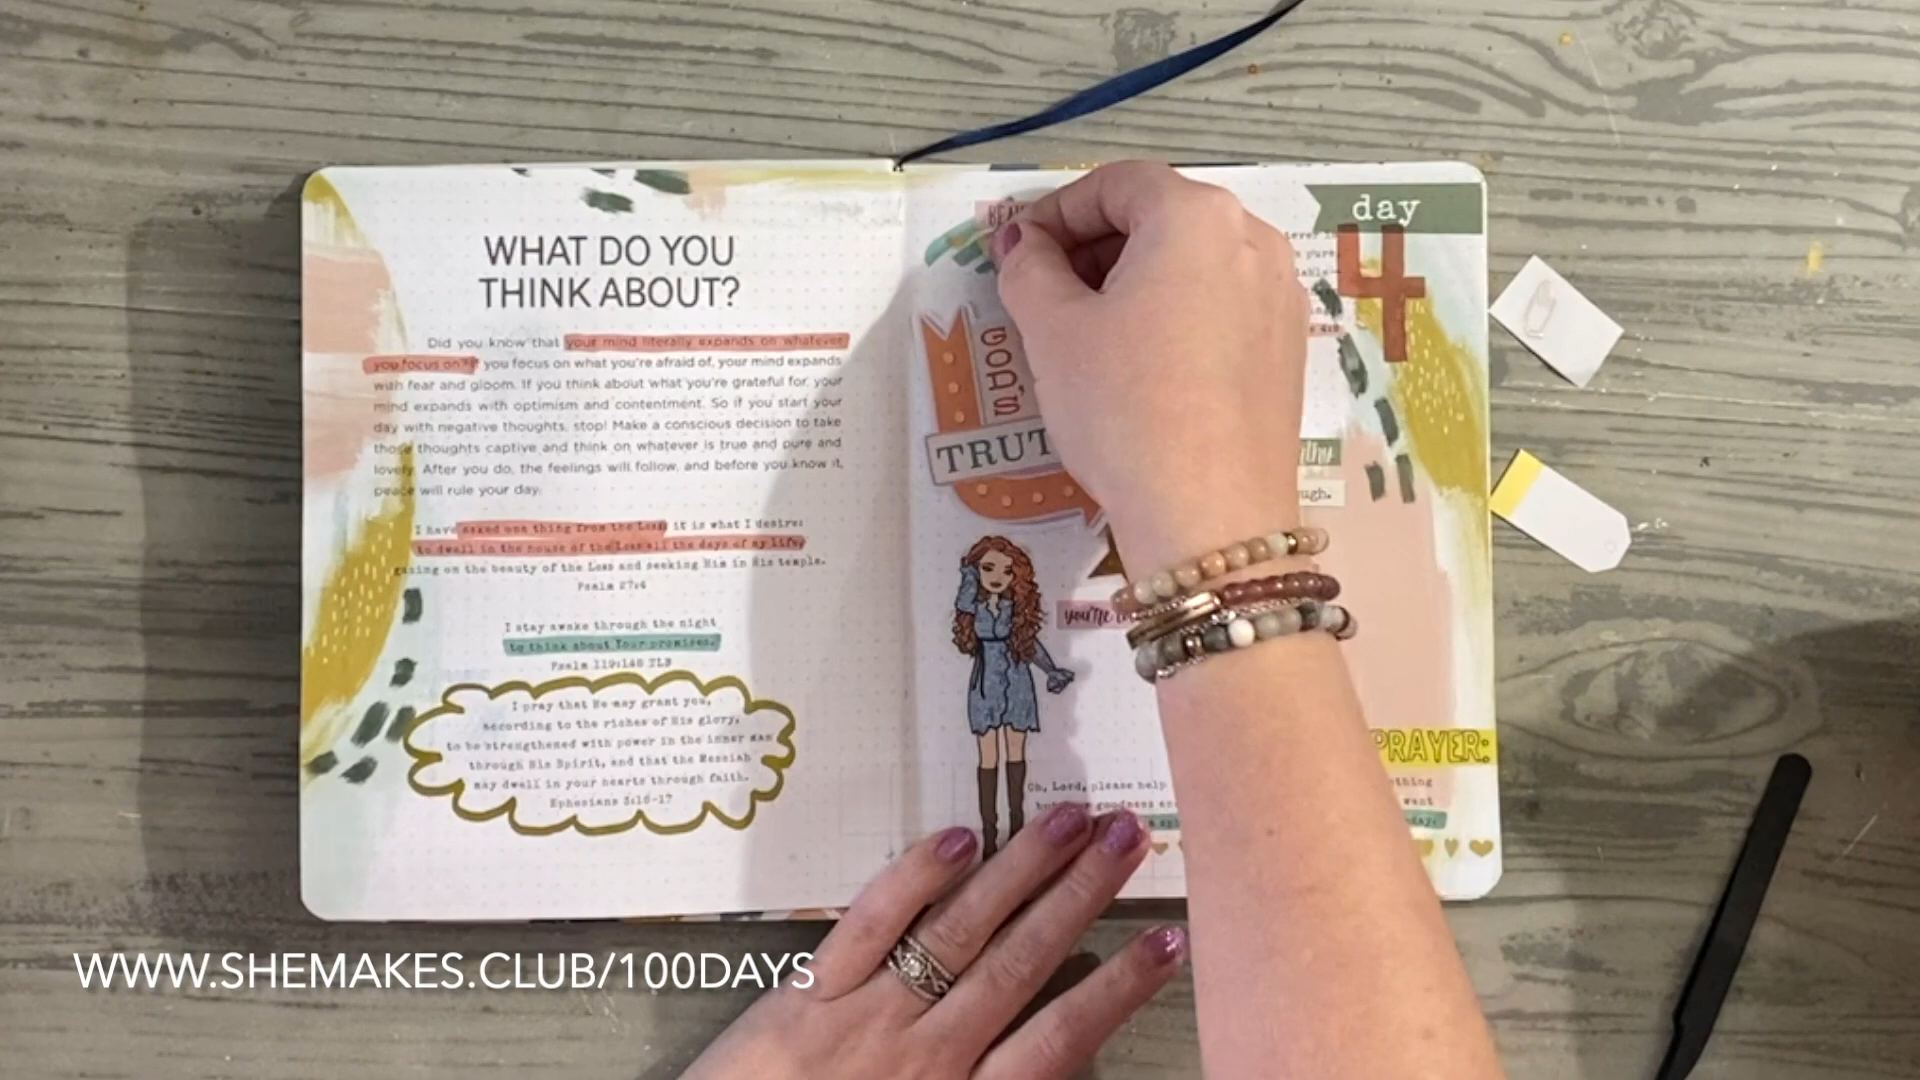 WHAT DO YOU
THINK ABOUT?
Did you know that your mind literally expands on whatever
you focus on? If you focus on what you're afraid of, your mind expands
with fear and gloom. If you think about what you're grateful for, your
mind expands with optimism and contentment. So if you start your
day with negative thoughts, stop! Make a conscious decision to take
those thoughts captive and think on whatever is true and pure and
lovely. After you do, the feelings will follow, and before you know it,
peace will rule your day.
I have asked one thing from the Lord; it is what I desire:
to dwell in the house of the Lord all the days of my life,
gazing on the beauty of the Lord and seeking Him in His temple.
Psalm 27:4
I stay awake through the night
to think about Your promises.
Psalm 119:148 TLB
I pray that He may grant you,
according to the riches of His glory,
to be strengthened with power in the inner man
through His Spirit, and that the Messiah
may dwell in your hearts through faith.
Ephesians 3:16-17
day
4
GOD'S
you're
PRAYER:
Oh, Lord, please help
goodness
want
WWW.SHEMAKES.CLUB/100DAYS